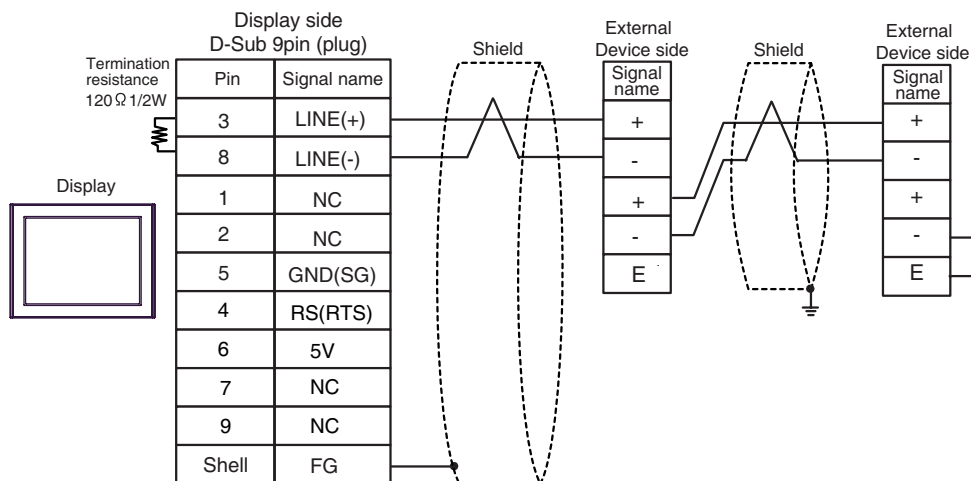 Display side
D-Sub 9pin (plug)
Termination
resistance
120Ω1/2W
Pin Signal name
3 LINE(+)
8 LINE(-)
1 NC
2 NC
5 GND(SG)
4 RS(RTS)
6 5V
7 NC
9 NC
Shell FG
Display
Shield
External
Device side
Signal
name
+
-
+
-
E
Shield
External
Device side
Signal
name
+
-
+
-
E